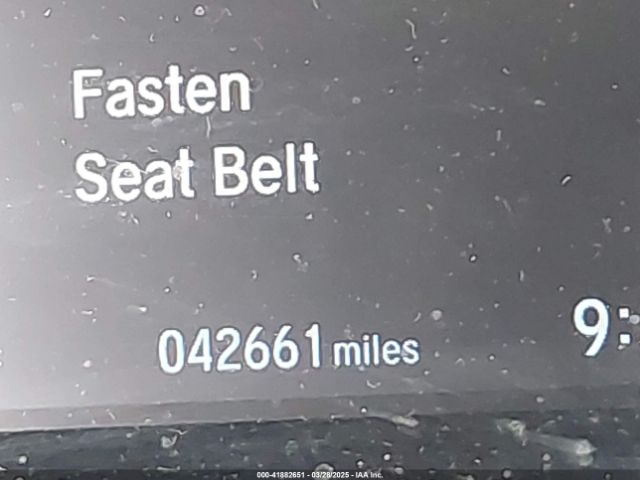 Fasten
Seat Belt
042661 miles
9:
000-41882651 - 03/28/2025 - IAA Inc.